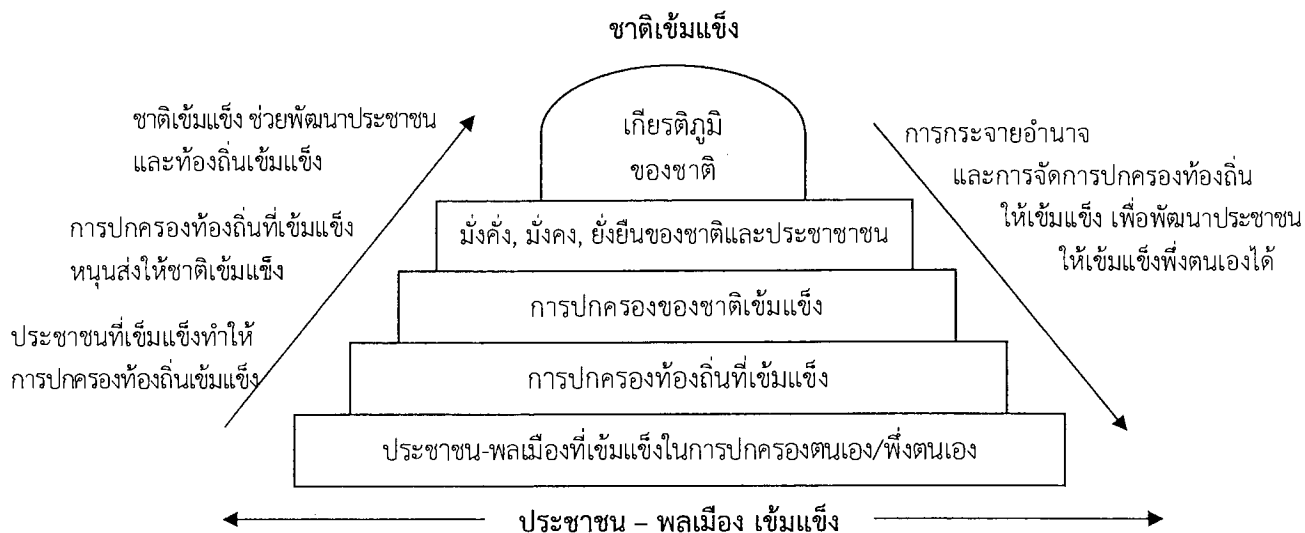 ชาติเข้มแข็ง
ชาติเข้มแข็ง ช่วยพัฒนาประชาชน
และท้องถิ่นเข้มแข็ง
การปกครองท้องถิ่นที่เข้มแข็ง
หนุนส่งให้ชาติเข้มแข็ง
ประชาชนที่เข็มแข็งทำให้
การปกครองท้องถิ่นเข้มแข็ง
เกียรติภูมิ
ของชาติ
มั่งคั่ง, มั่งคง, ยั่งยืนของชาติและประชาชาชน
การปกครองของชาติเข้มแข็ง
การปกครองท้องถิ่นที่เข้มแข็ง
ประชาชน-พลเมืองที่เข้มแข็งในการปกครองตนเอง/พึ่งตนเอง
การกระจายอำนาจ
และการจัดการปกครองท้องถิ่น
ให้เข้มแข็ง เพื่อพัฒนาประชาชน
ให้เข้มแข็งพึ่งตนเองได้
ประชาชน – พลเมือง เข้มแข็ง